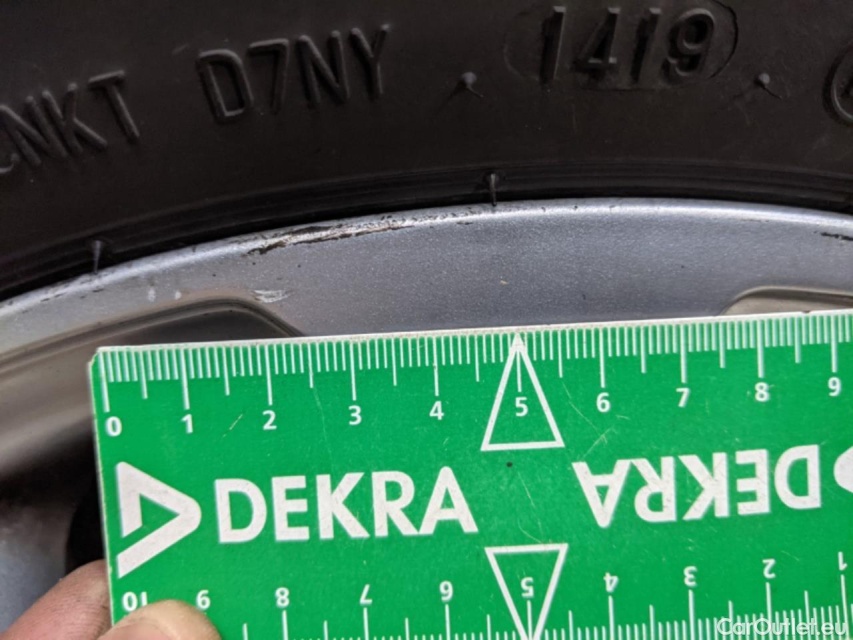 CNKT D7NY 1419
0 1 2 3 4 5 6 7 8 9
DEKRA DEKRA
10 9 8 7 6 5 4 3 2 1
CarOutlet.eu